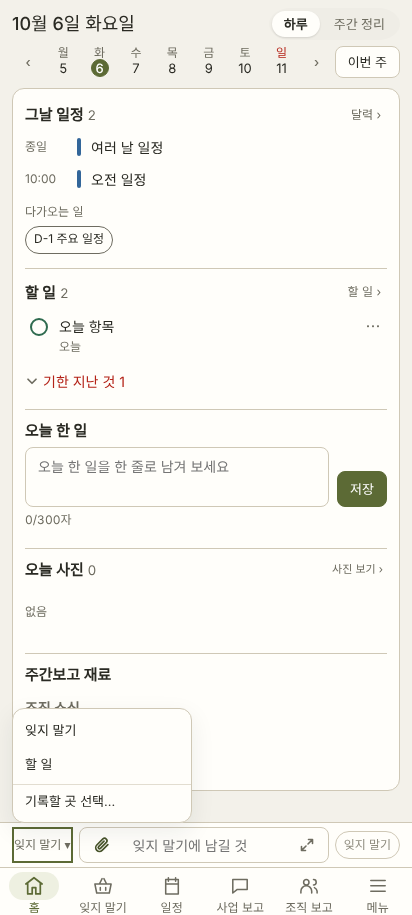 10월 6일 화요일
하루
주간 정리
‹
월
화
수
목
금
토
일
5
6
7
8
9
10
11
›
이번 주
그날 일정 2
달력 ›
종일
여러 날 일정
10:00
오전 일정
다가오는 일
D-1 주요 일정
할 일 2
할 일 ›
오늘 항목
...
오늘
기한 지난 것 1
오늘 한 일
오늘 한 일을 한 줄로 남겨 보세요
저장
0/300자
오늘 사진 0
사진 보기 ›
없음
주간보고 재료
잊지 말기
할 일
기록할 곳 선택...
잊지 말기 ▾
잊지 말기에 남길 것
잊지 말기
홈
잊지 말기
일정
사업 보고
조직 보고
메뉴